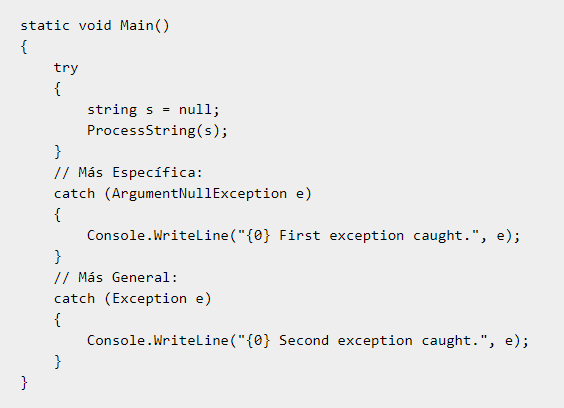 static void Main()
{
    try
    {
        string s = null;
        ProcessString(s);
    }
    // Más Específica:
    catch (ArgumentNullException e)
    {
        Console.WriteLine("{0} First exception caught.", e);
    }
    // Más General:
    catch (Exception e)
    {
        Console.WriteLine("{0} Second exception caught.", e);
    }
}